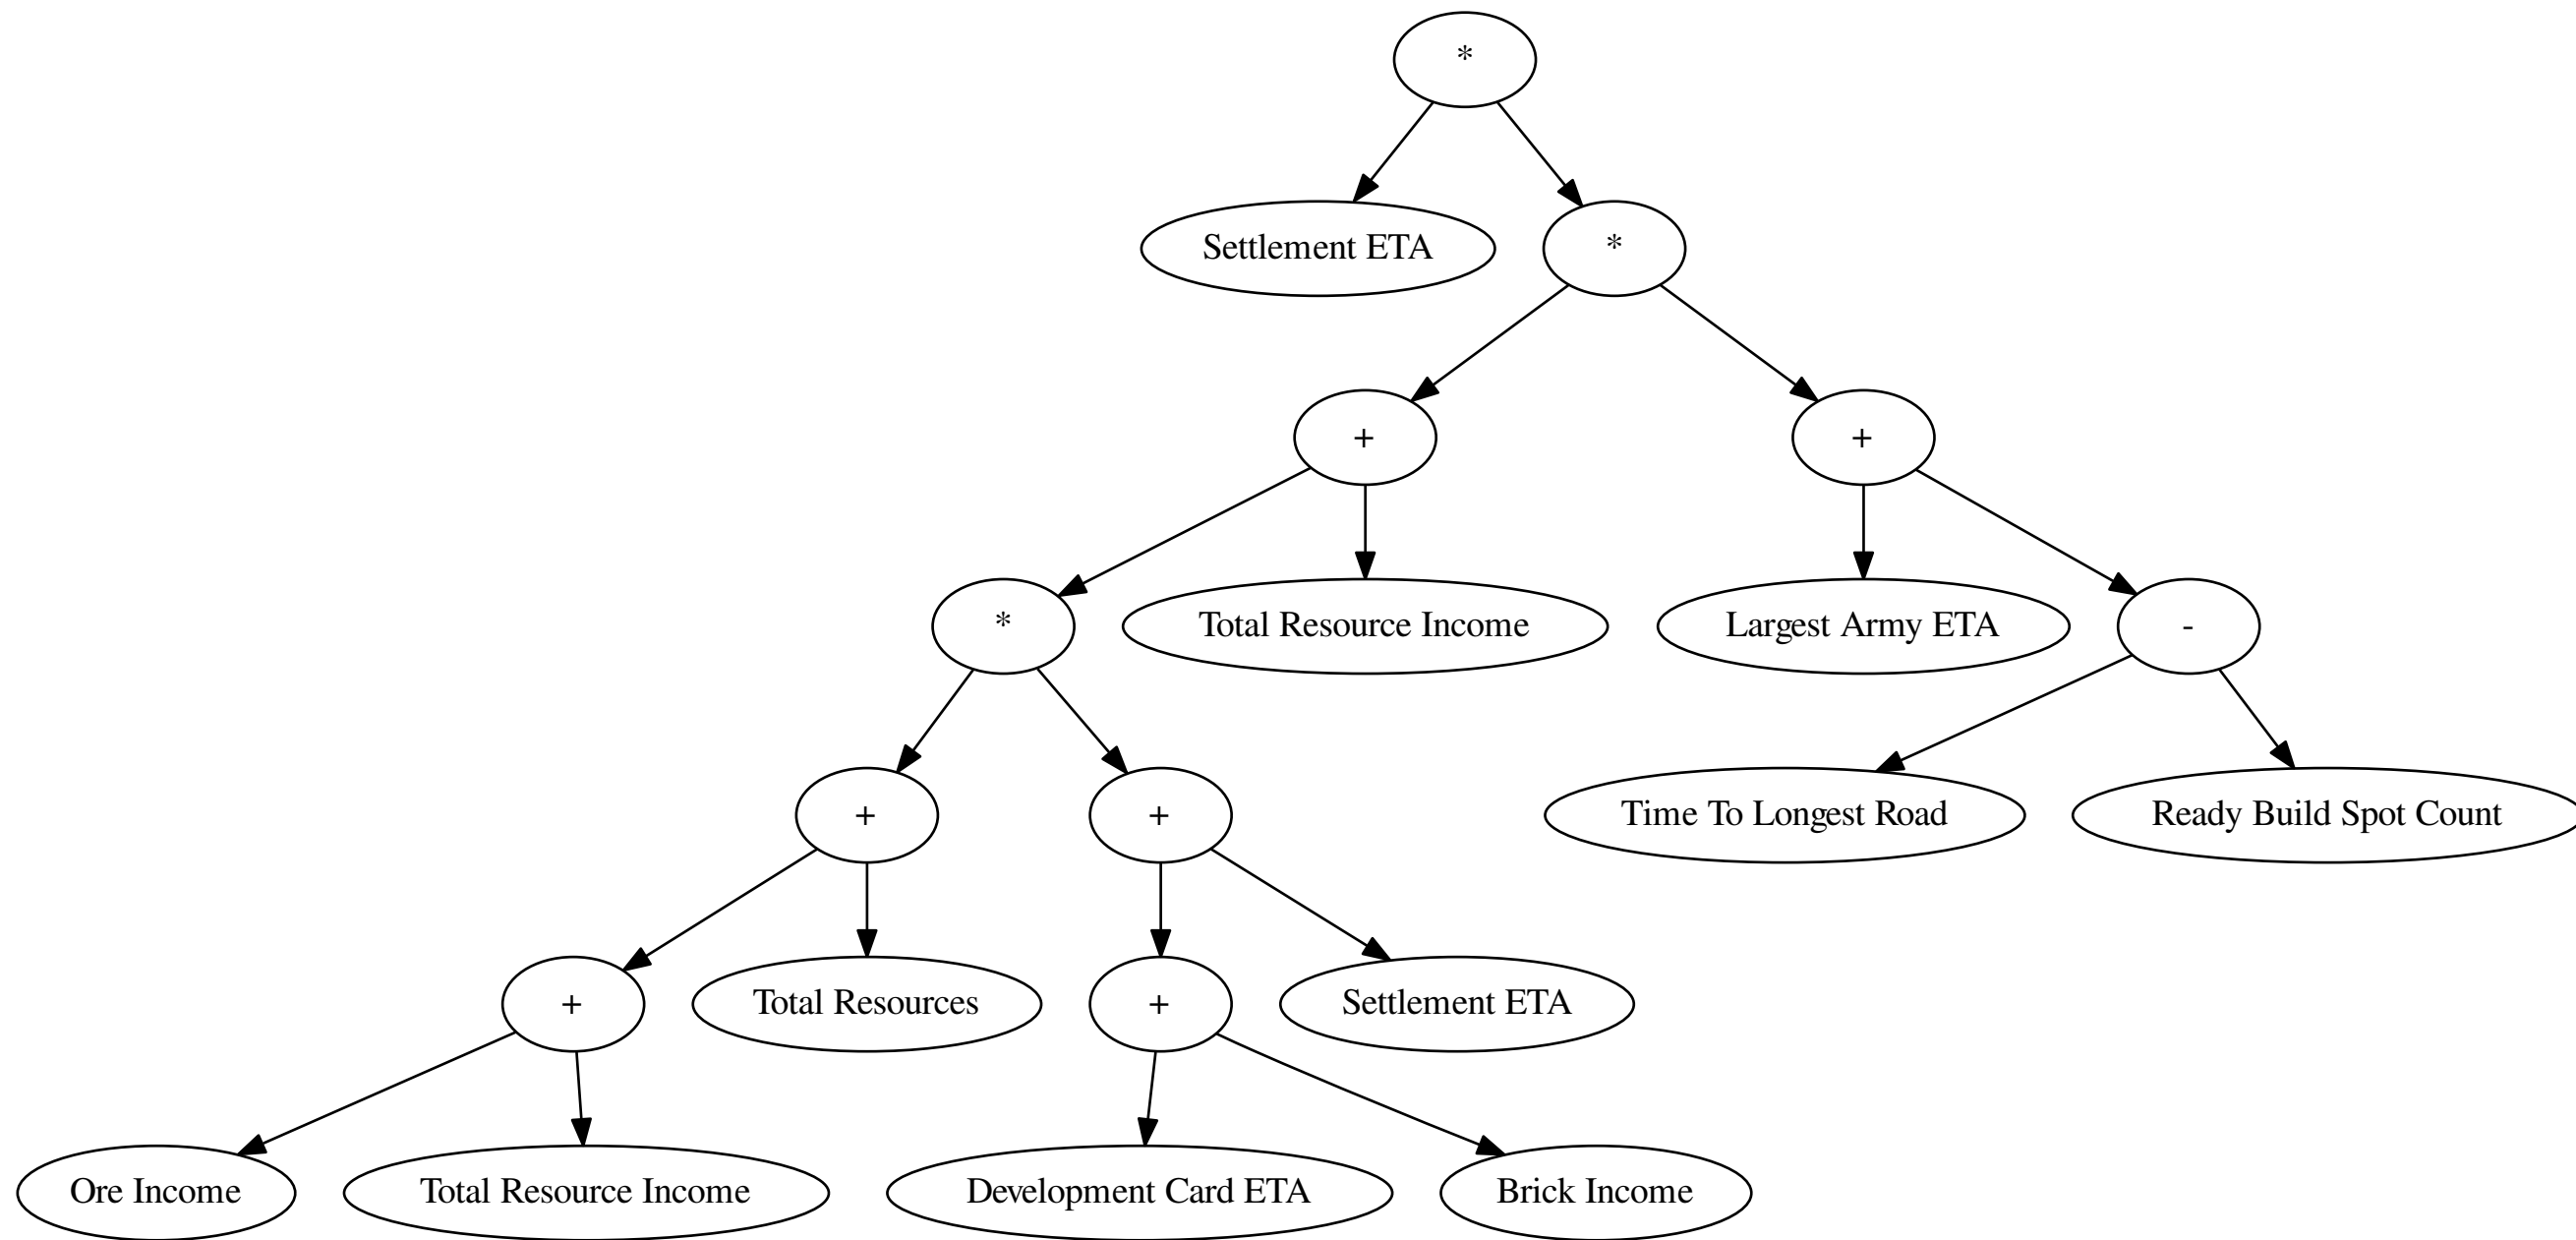 *
Settlement ETA
*
+
+
*
Total Resource Income
Largest Army ETA
-
+
+
Time To Longest Road
Ready Build Spot Count
+
Total Resources
+
Settlement ETA
Ore Income
Total Resource Income
Development Card ETA
Brick Income